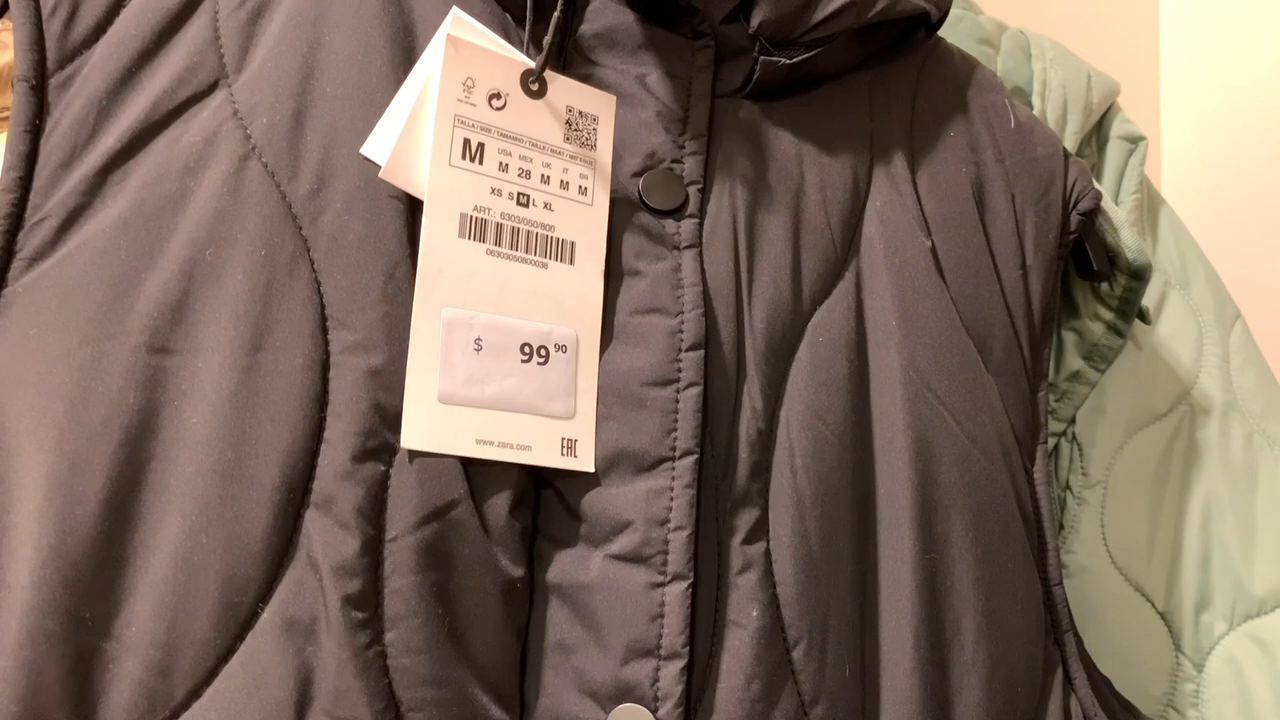 FSC
TALLA / SIZE / TAMANHO / TAILLE / MAAT /
M
USA MEX UK IT BR
M 28 M M M
XS S M L XL
ART.: 6303/050/800
06303050800038
$ 99 90
www.zara.com
EAC